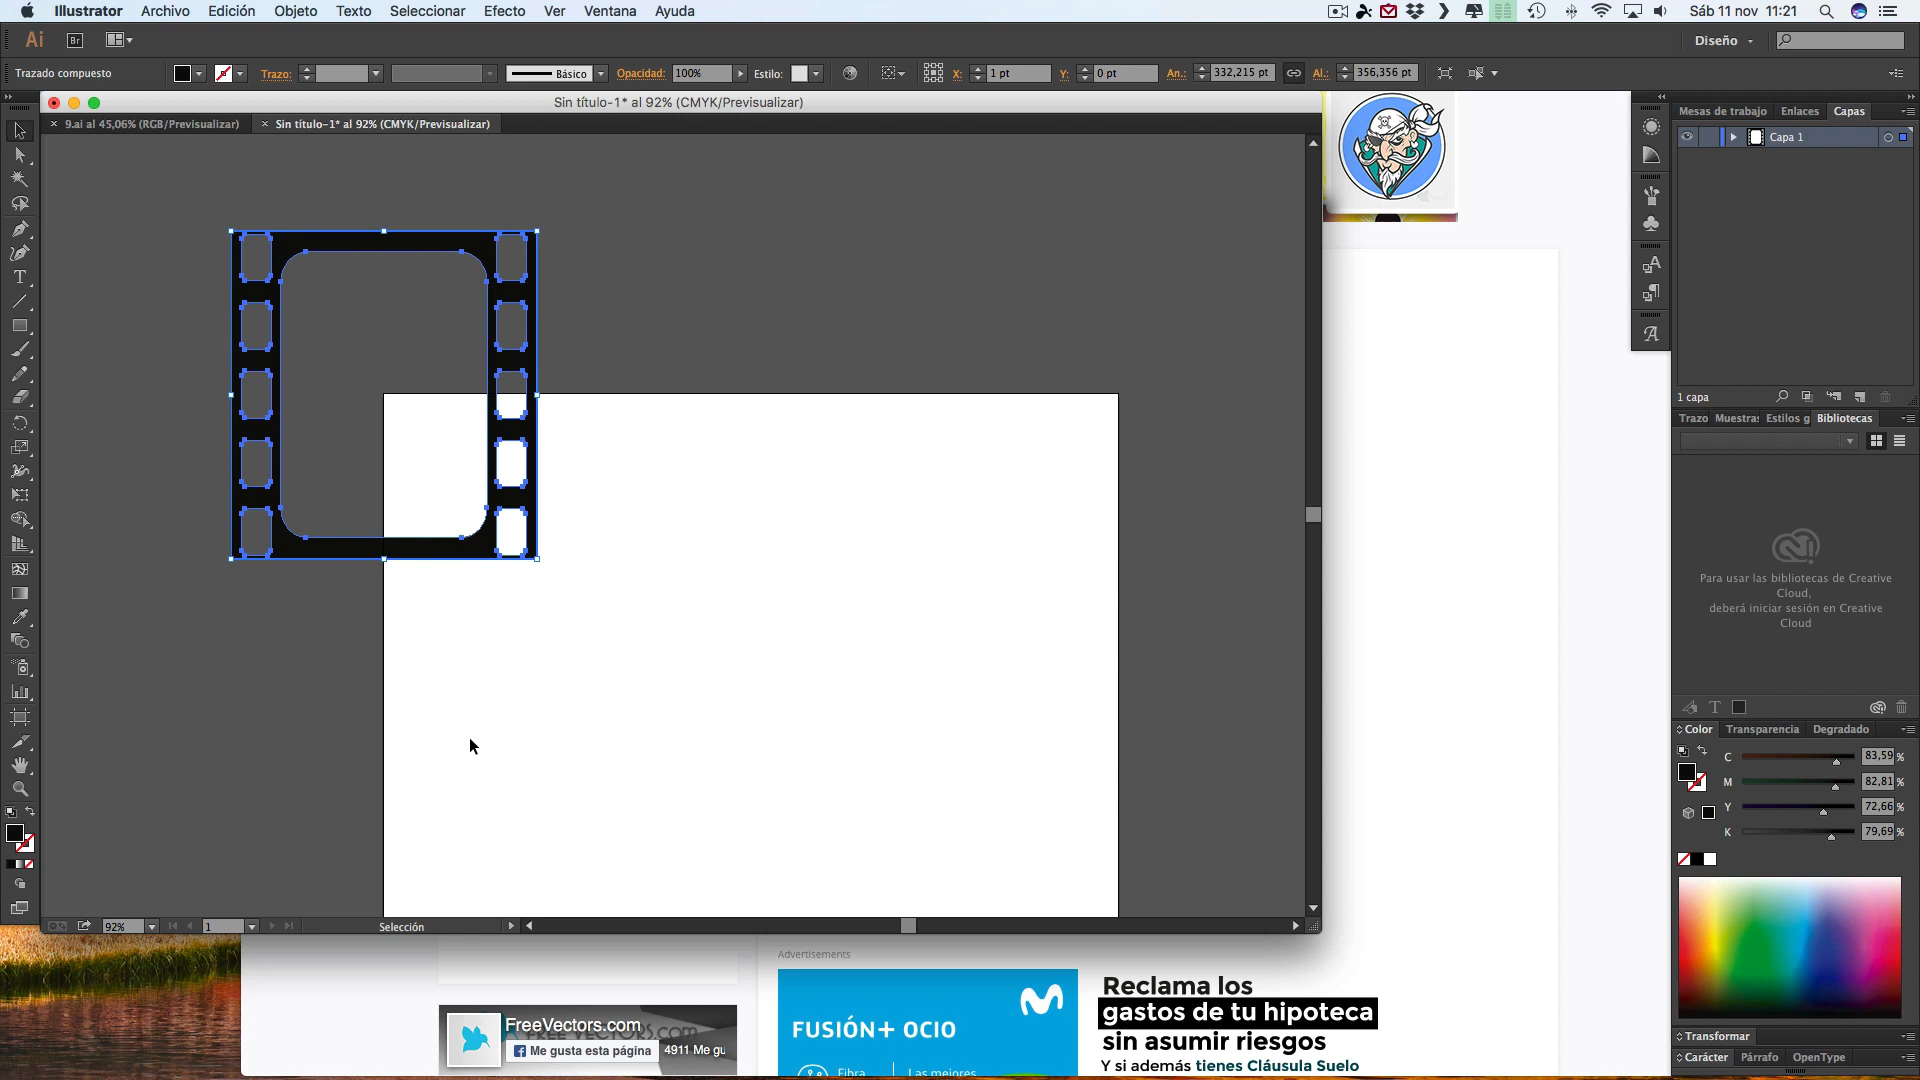 Illustrator Archivo Edición Objeto Texto Seleccionar Efecto Ver Ventana Ayuda Sáb 11 nov 11:21
Ai Br Diseño
Trazado compuesto Trazo: Básico Opacidad: 100% Estilo: X: 1 pt Y: 0 pt An.: 332,215 pt Al.: 356,356 pt
Sin título-1* al 92% (CMYK/Previsualizar)
9.ai al 45,06% (RGB/Previsualizar) Sin título-1* al 92% (CMYK/Previsualizar)
Mesas de trabajo Enlaces Capas
Capa 1
1 capa
Trazo Muestras Estilos g Bibliotecas
Para usar las bibliotecas de Creative
Cloud,
deberá iniciar sesión en Creative
Cloud
Color Transparencia Degradado
C 83,59 %
M 82,81 %
Y 72,66 %
K 79,69 %
Transformar
Carácter Párrafo OpenType
92% 1 Selección
Advertisements
FreeVectors.com
Me gusta esta página 4911 Me gu
FUSIÓN+ OCIO
Fibra Las mejores
Reclama los
gastos de tu hipoteca
sin asumir riesgos
Y si además tienes Cláusula Suelo